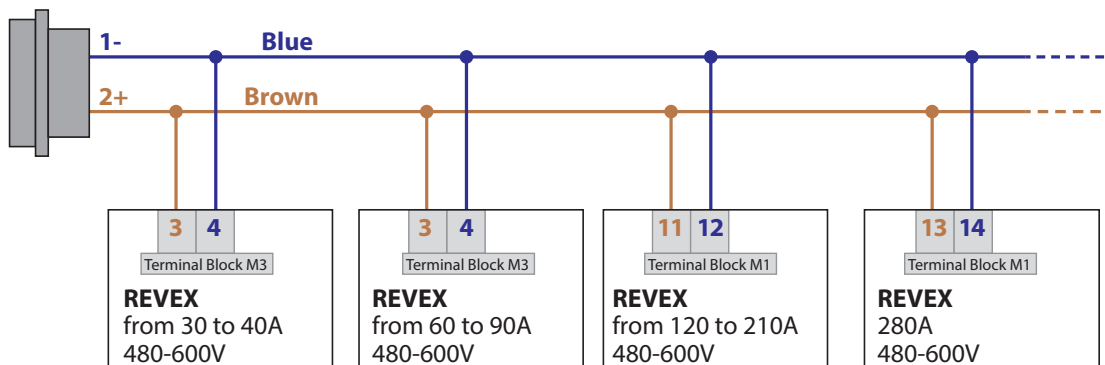 1- Blue
2+ Brown
3 4
Terminal Block M3
REVEX
from 30 to 40A
480-600V
3 4
Terminal Block M3
REVEX
from 60 to 90A
480-600V
11 12
Terminal Block M1
REVEX
from 120 to 210A
480-600V
13 14
Terminal Block M1
REVEX
280A
480-600V